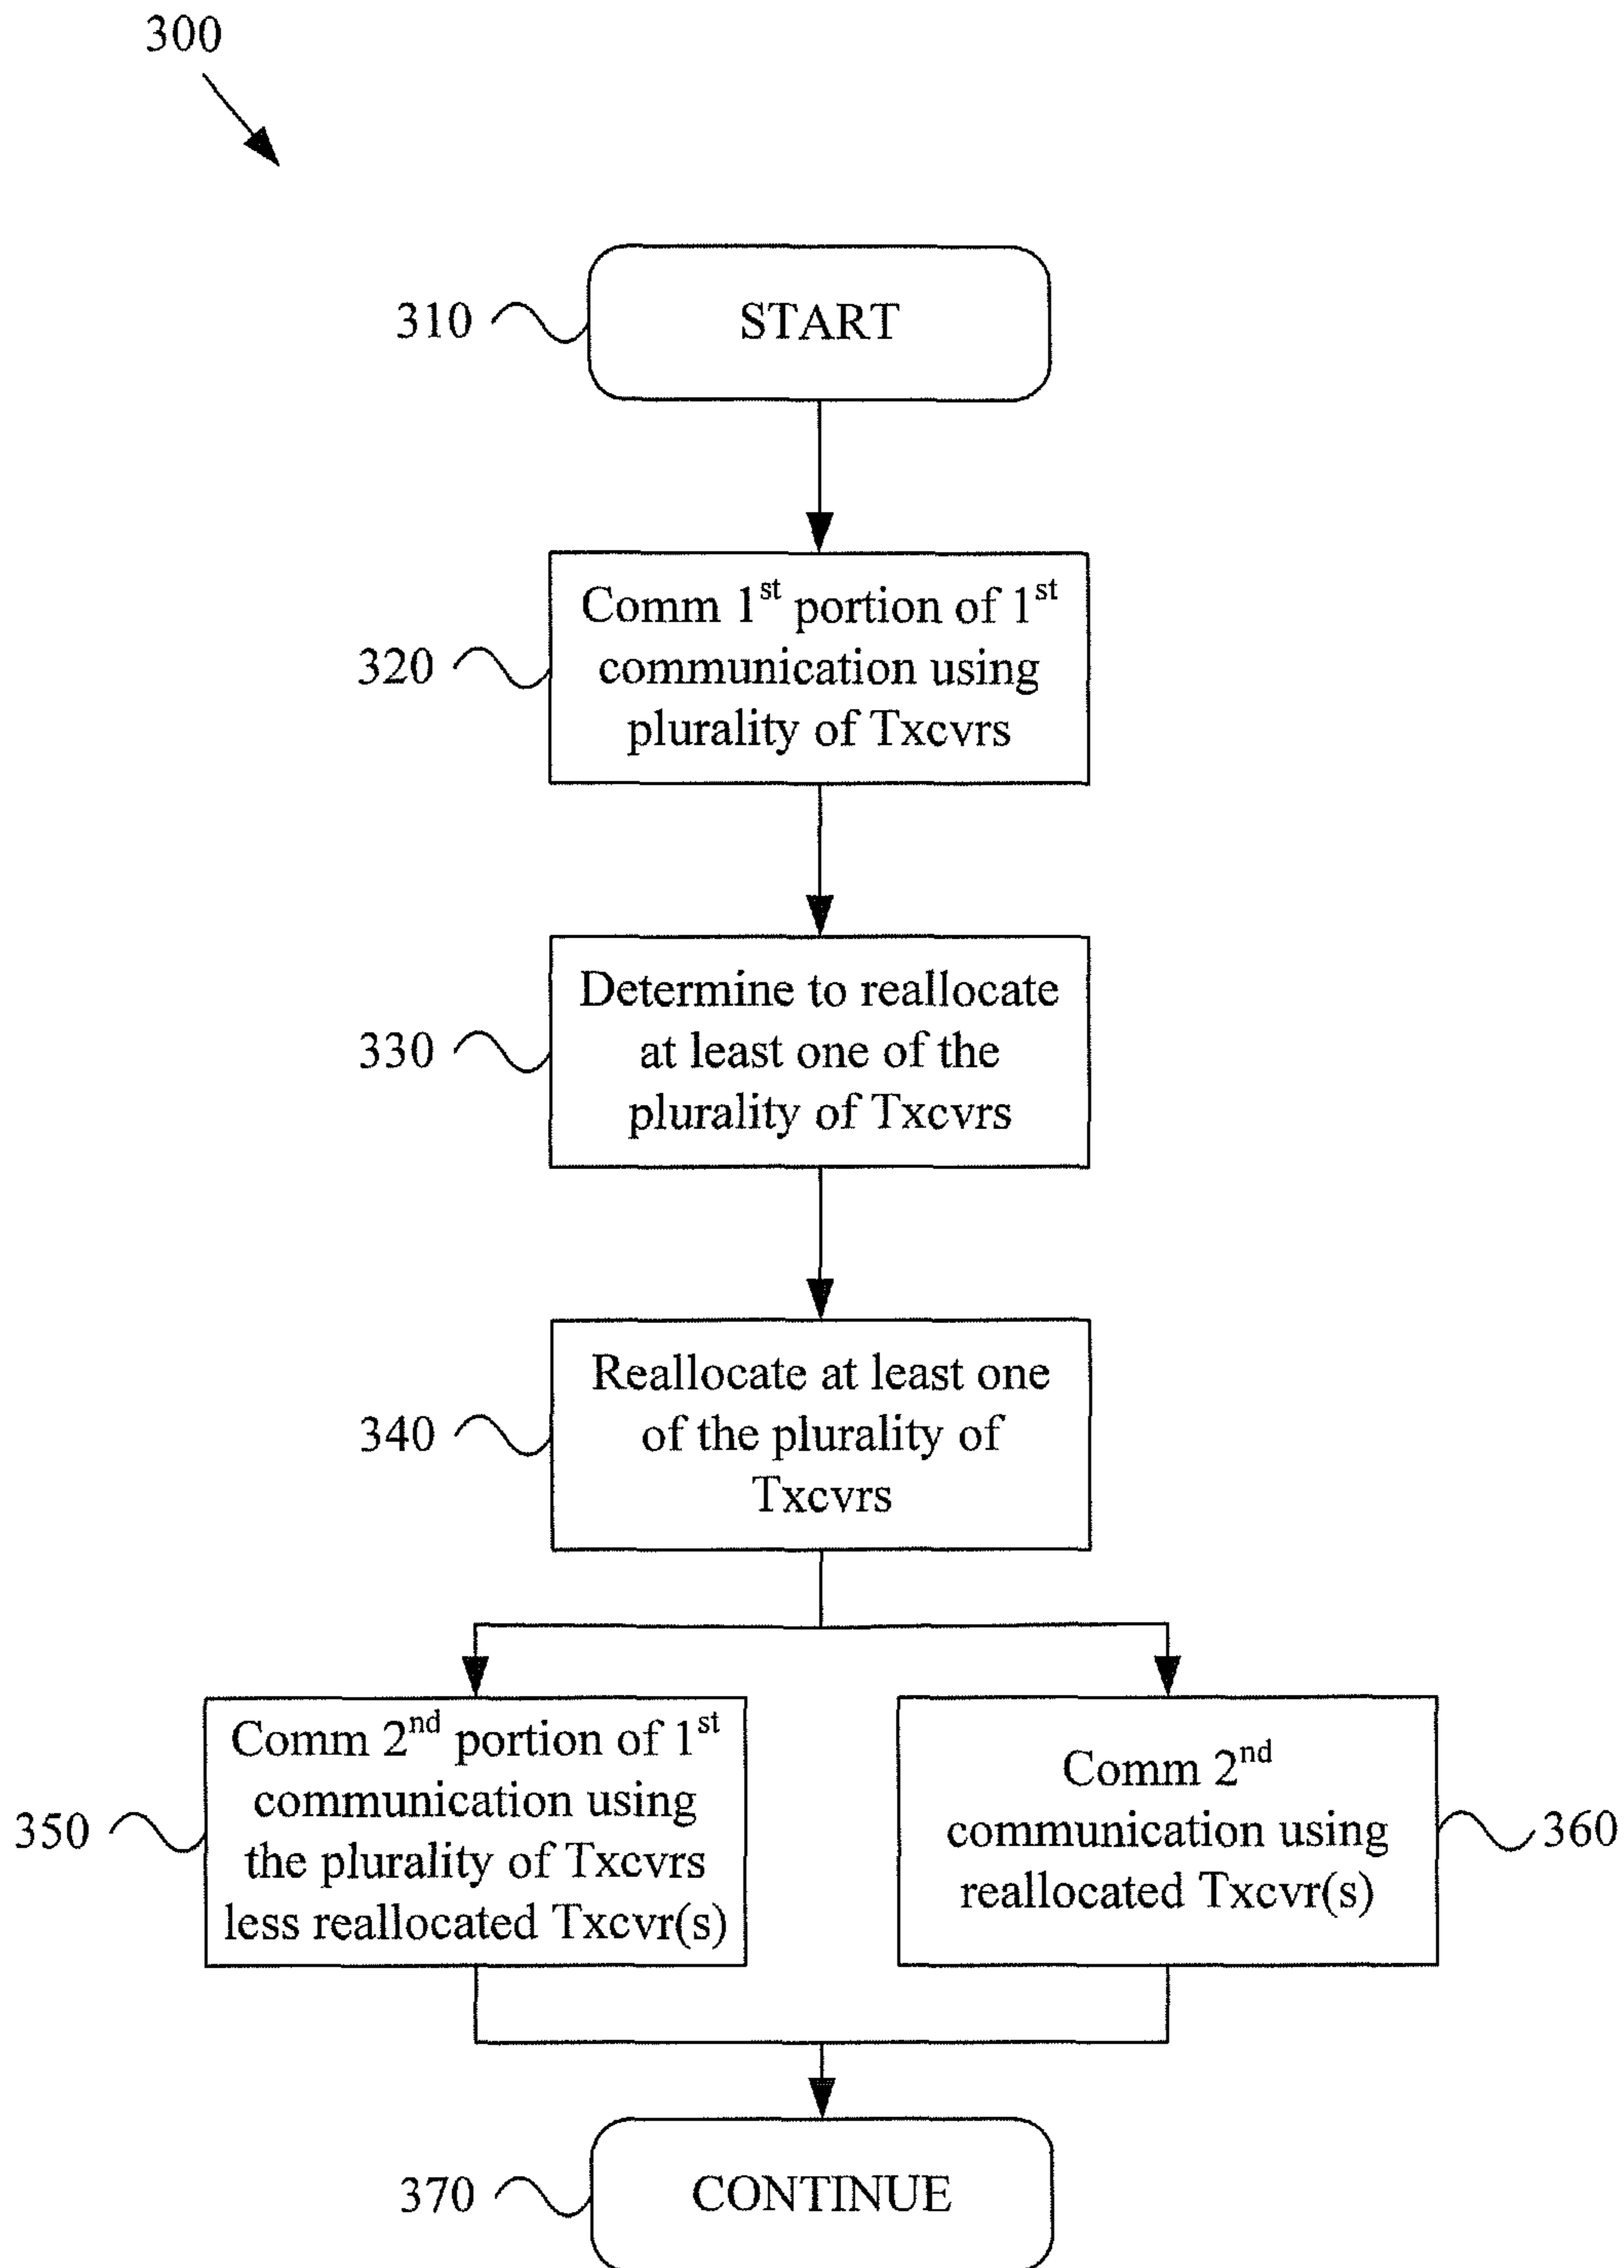 300
310
START
Comm 1st portion of 1st
320
communication using
plurality of Txcvrs
Determine to reallocate
330
at least one of the
plurality of Txcvrs
Reallocate at least one
340
of the plurality of
Txcvrs
Comm 2nd portion of 1st
communication using
the plurality of Txcvrs
less reallocated Txcvr(s)
350
Comm 2nd
communication using
reallocated Txcvr(s)
360
370
CONTINUE